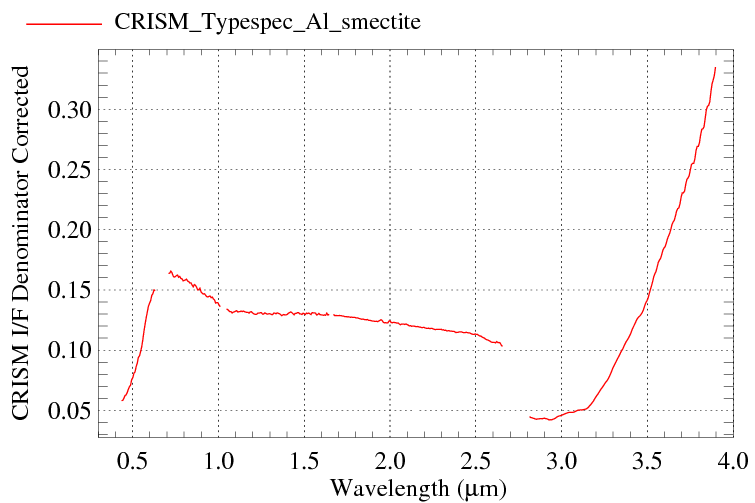 CRISM_Typespec_Al_smectite
CRISM I/F Denominator Corrected
0.30
0.25
0.20
0.15
0.10
0.05
0.5 1.0 1.5 2.0 2.5 3.0 3.5 4.0
Wavelength (μm)